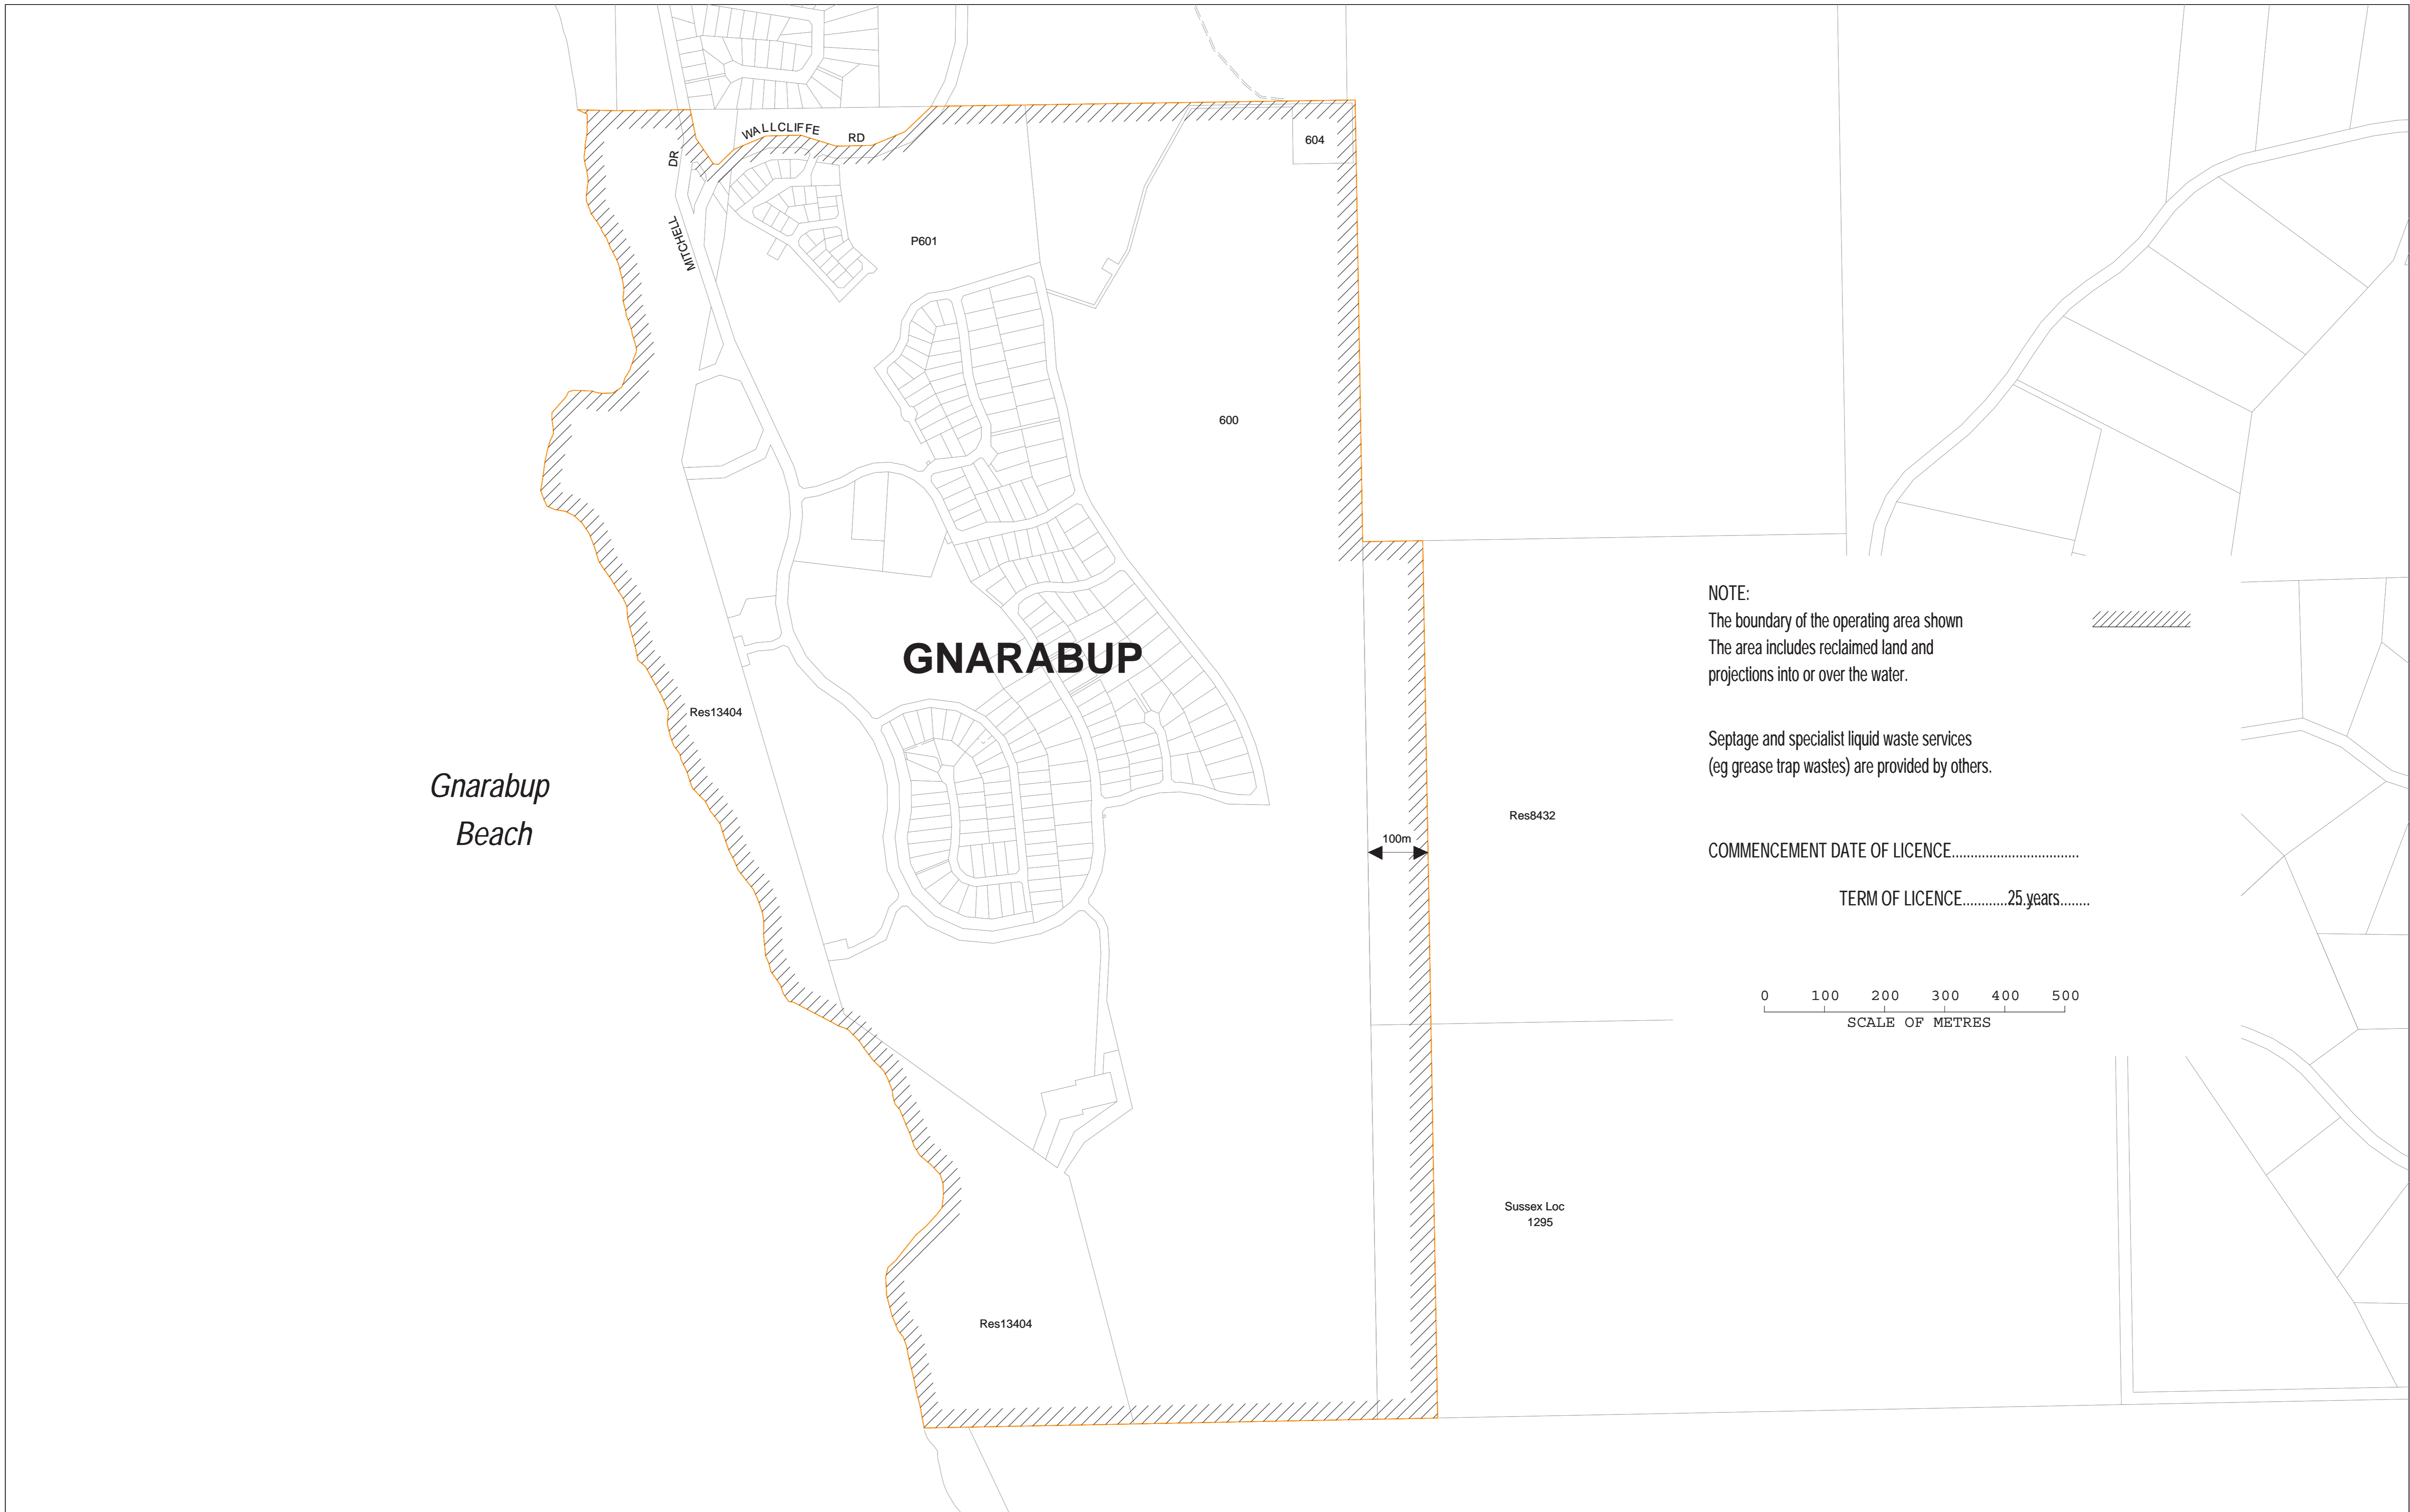 WALLCLIFFE RD
604
DR
MITCHELL
P601
600
NOTE:
The boundary of the operating area shown
The area includes reclaimed land and
projections into or over the water.
GNARABUP
Res13404
Septage and specialist liquid waste services
(eg grease trap wastes) are provided by others.
Gnarabup
Beach
Res8432
100m
COMMENCEMENT DATE OF LICENCE..................................
TERM OF LICENCE............25 years........
0 100 200 300 400 500
SCALE OF METRES
Sussex Loc
1295
Res13404